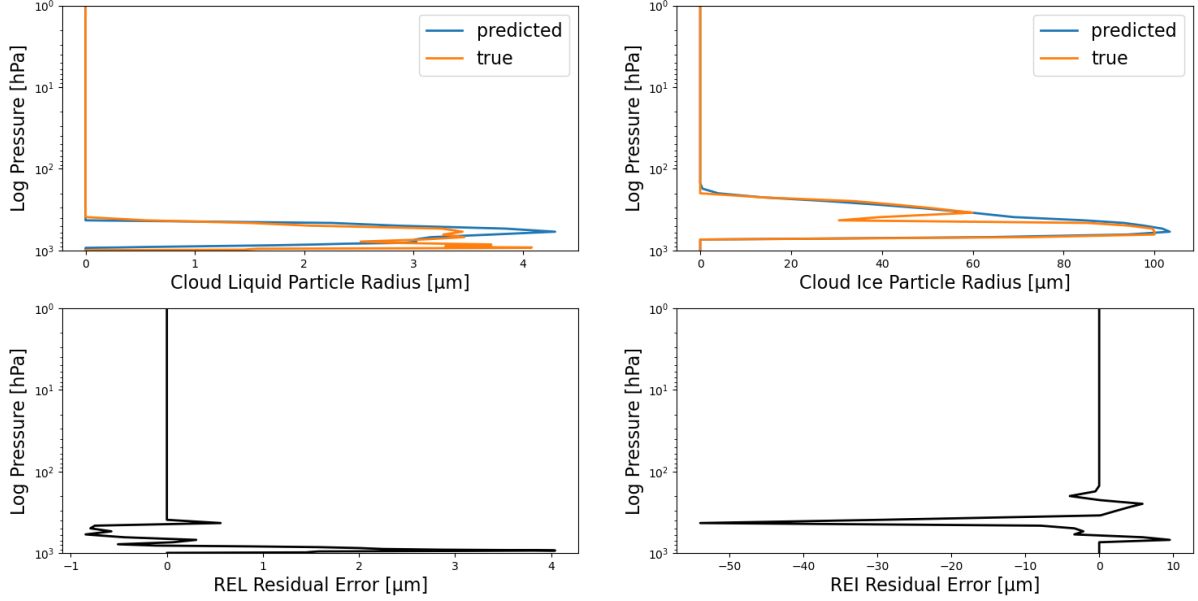 10⁰
10¹
10²
10³
Log Pressure [hPa]
predicted
true
0 1 2 3 4
Cloud Liquid Particle Radius [μm]
10⁰
10¹
10²
10³
Log Pressure [hPa]
predicted
true
0 20 40 60 80 100
Cloud Ice Particle Radius [μm]
10⁰
10¹
10²
10³
Log Pressure [hPa]
−1 0 1 2 3 4
REL Residual Error [μm]
10⁰
10¹
10²
10³
Log Pressure [hPa]
−50 −40 −30 −20 −10 0 10
REI Residual Error [μm]